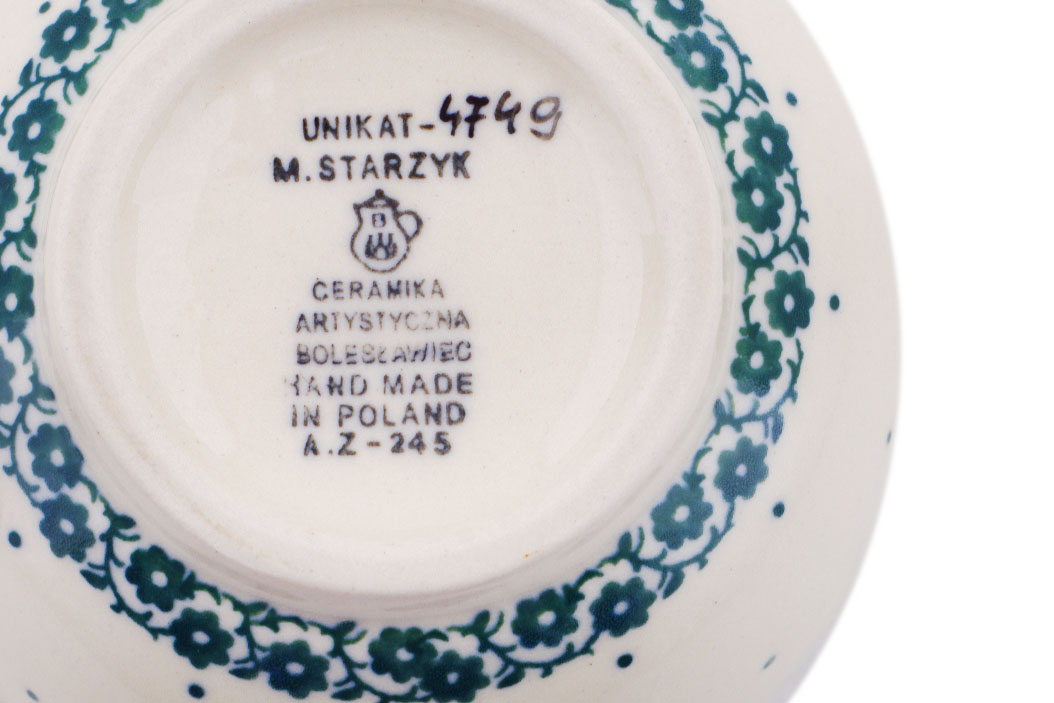 UNIKAT-4749
M.STARZYK
B
CERAMIKA
ARTYSTYCZNA
BOLESŁAWIEC
HAND MADE
IN POLAND
A.Z-245